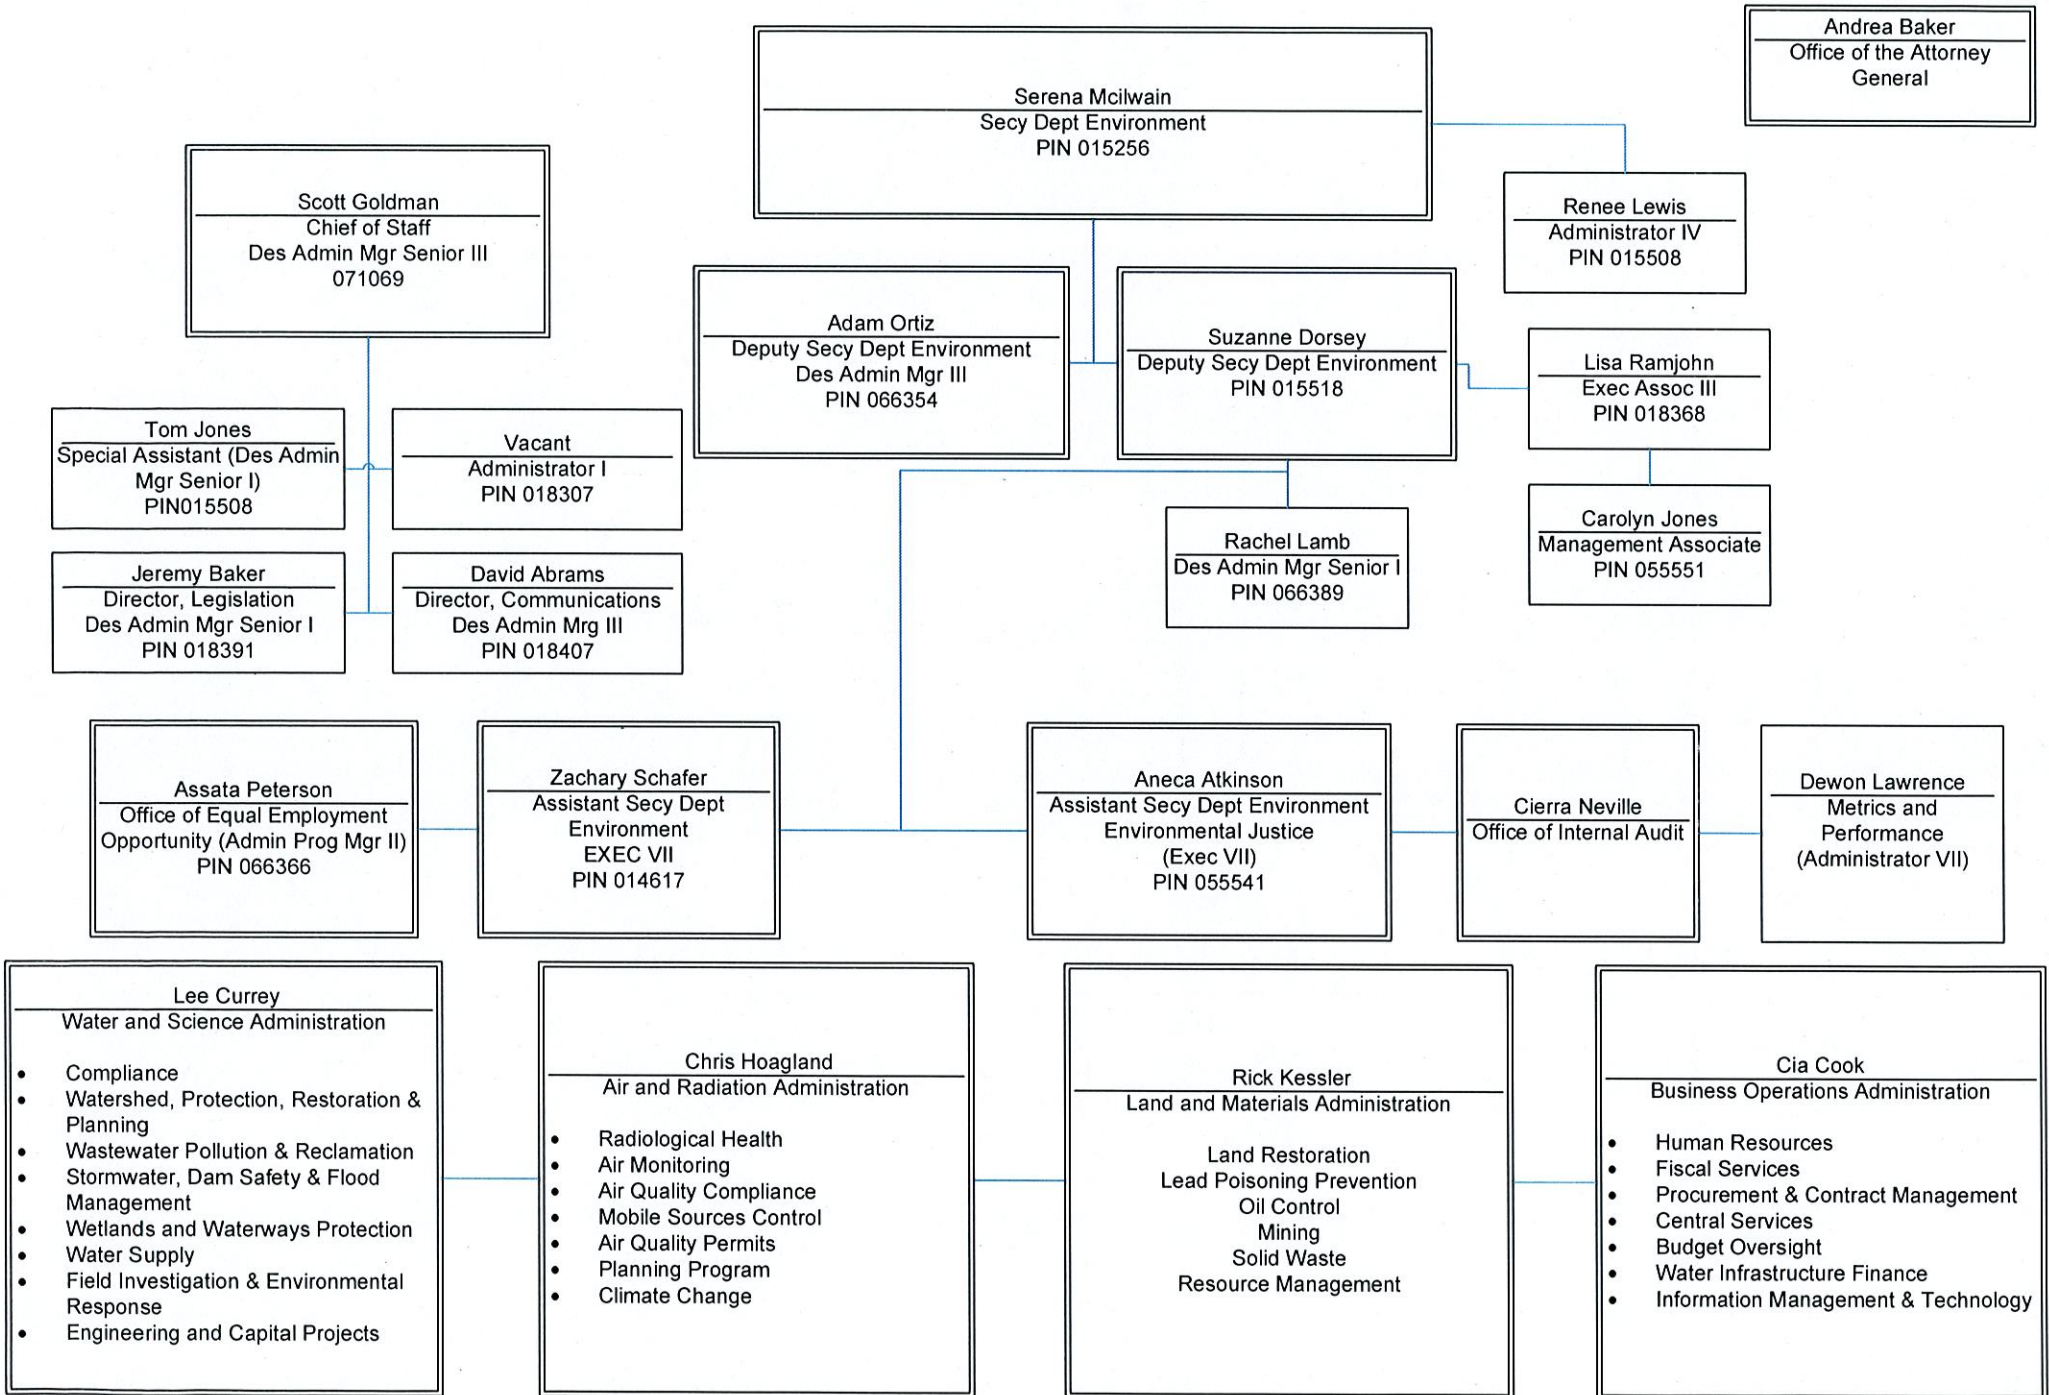 Andrea Baker
Office of the Attorney
General
Serena Mcilwain
Secy Dept Environment
PIN 015256
Scott Goldman
Chief of Staff
Des Admin Mgr Senior III
071069
Renee Lewis
Administrator IV
PIN 015508
Adam Ortiz
Deputy Secy Dept Environment
Des Admin Mgr III
PIN 066354
Suzanne Dorsey
Deputy Secy Dept Environment
PIN 015518
Lisa Ramjohn
Exec Assoc III
PIN 018368
Tom Jones
Special Assistant (Des Admin
Mgr Senior I)
PIN015508
Vacant
Administrator I
PIN 018307
Carolyn Jones
Management Associate
PIN 055551
Rachel Lamb
Des Admin Mgr Senior I
PIN 066389
Jeremy Baker
Director, Legislation
Des Admin Mgr Senior I
PIN 018391
David Abrams
Director, Communications
Des Admin Mrg III
PIN 018407
Assata Peterson
Office of Equal Employment
Opportunity (Admin Prog Mgr II)
PIN 066366
Zachary Schafer
Assistant Secy Dept
Environment
EXEC VII
PIN 014617
Aneca Atkinson
Assistant Secy Dept Environment
Environmental Justice
(Exec VII)
PIN 055541
Cierra Neville
Office of Internal Audit
Dewon Lawrence
Metrics and
Performance
(Administrator VII)
Lee Currey
Water and Science Administration
• Compliance
• Watershed, Protection, Restoration &
Planning
• Wastewater Pollution & Reclamation
• Stormwater, Dam Safety & Flood
Management
• Wetlands and Waterways Protection
• Water Supply
• Field Investigation & Environmental
Response
• Engineering and Capital Projects
Chris Hoagland
Air and Radiation Administration
• Radiological Health
• Air Monitoring
• Air Quality Compliance
• Mobile Sources Control
• Air Quality Permits
• Planning Program
• Climate Change
Rick Kessler
Land and Materials Administration
Land Restoration
Lead Poisoning Prevention
Oil Control
Mining
Solid Waste
Resource Management
Cia Cook
Business Operations Administration
• Human Resources
• Fiscal Services
• Procurement & Contract Management
• Central Services
• Budget Oversight
• Water Infrastructure Finance
• Information Management & Technology